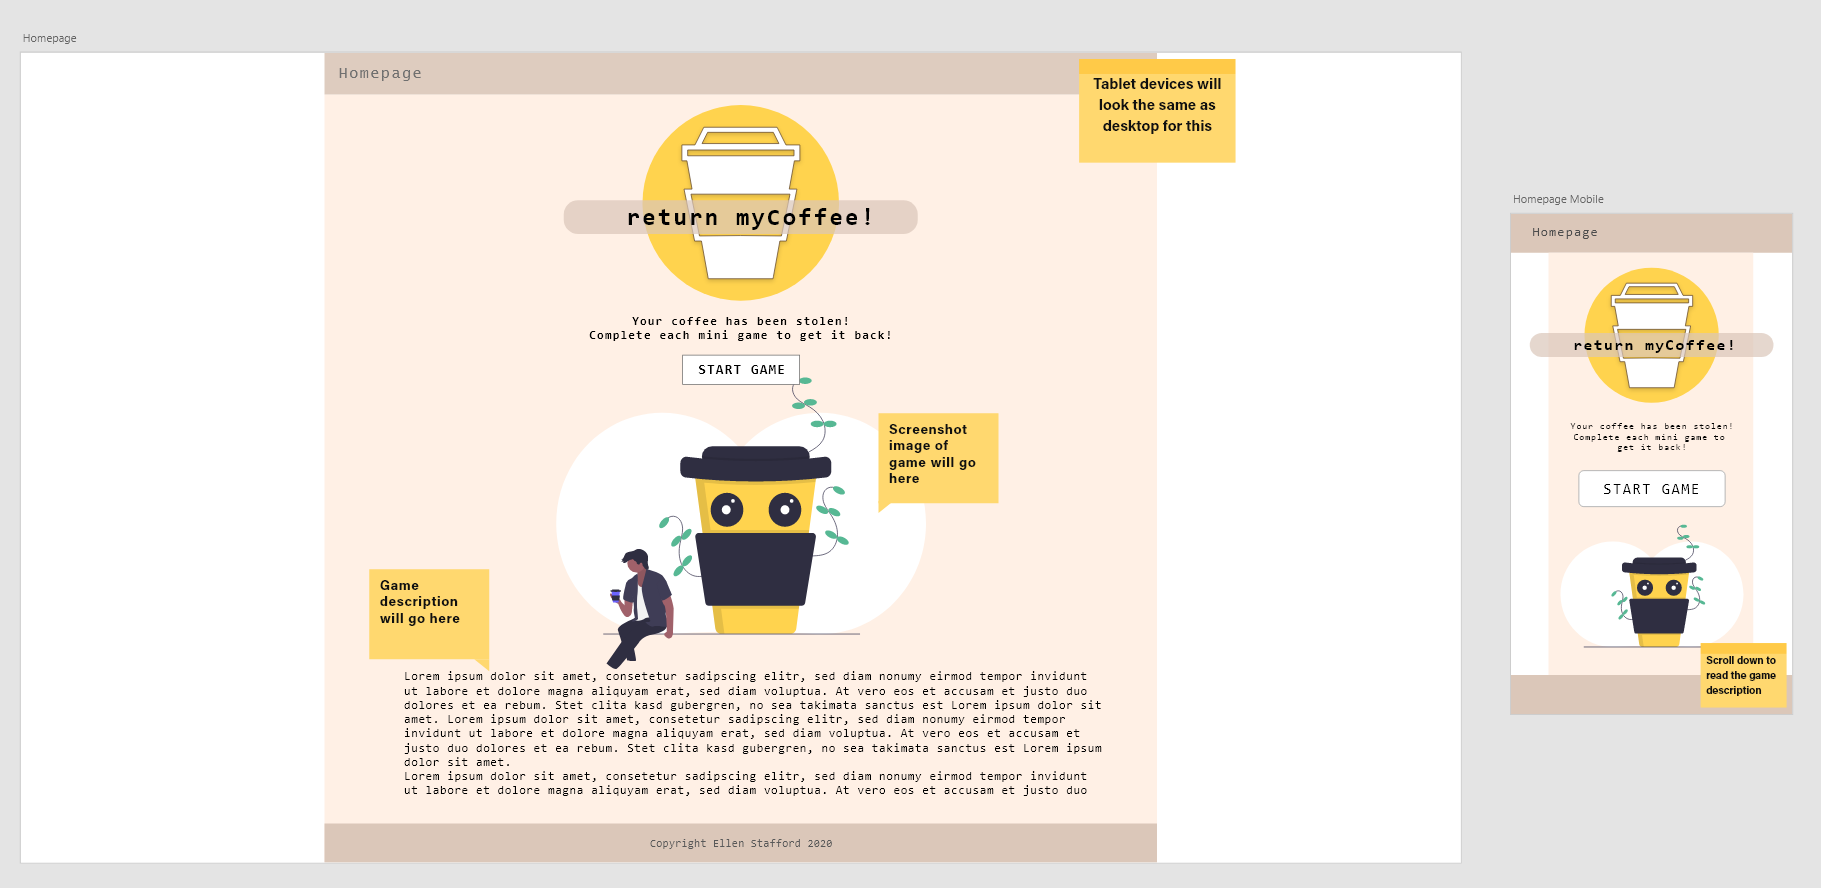 Homepage
Homepage
Tablet devices will
look the same as
desktop for this
return myCoffee!
Your coffee has been stolen!
Complete each mini game to get it back!
START GAME
Screenshot
image of
game will go
here
Game
description
will go here
Lorem ipsum dolor sit amet, consetetur sadipscing elitr, sed diam nonumy eirmod tempor invidunt
ut labore et dolore magna aliquyam erat, sed diam voluptua. At vero eos et accusam et justo duo
dolores et ea rebum. Stet clita kasd gubergren, no sea takimata sanctus est Lorem ipsum dolor sit
amet. Lorem ipsum dolor sit amet, consetetur sadipscing elitr, sed diam nonumy eirmod tempor
invidunt ut labore et dolore magna aliquyam erat, sed diam voluptua. At vero eos et accusam et
justo duo dolores et ea rebum. Stet clita kasd gubergren, no sea takimata sanctus est Lorem ipsum
dolor sit amet.
Lorem ipsum dolor sit amet, consetetur sadipscing elitr, sed diam nonumy eirmod tempor invidunt
ut labore et dolore magna aliquyam erat, sed diam voluptua. At vero eos et accusam et justo duo
Copyright Ellen Stafford 2020
Homepage Mobile
Homepage
return myCoffee!
Your coffee has been stolen!
Complete each mini game to
get it back!
START GAME
Scroll down to
read the game
description